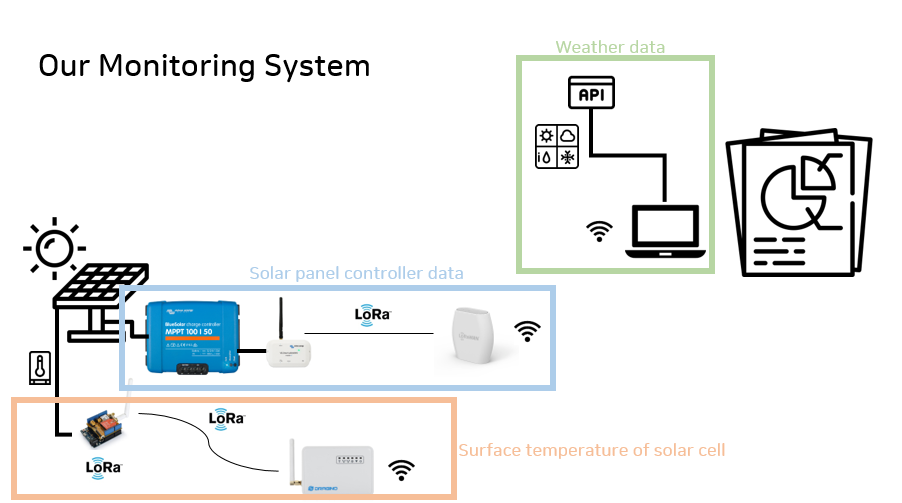 Weather data
Our Monitoring System
API
Solar panel controller data
LoRa
BlueSolar charge controller
MPPT 100 | 50
LoRa
Surface temperature of solar cell
LoRa
DRAGINO